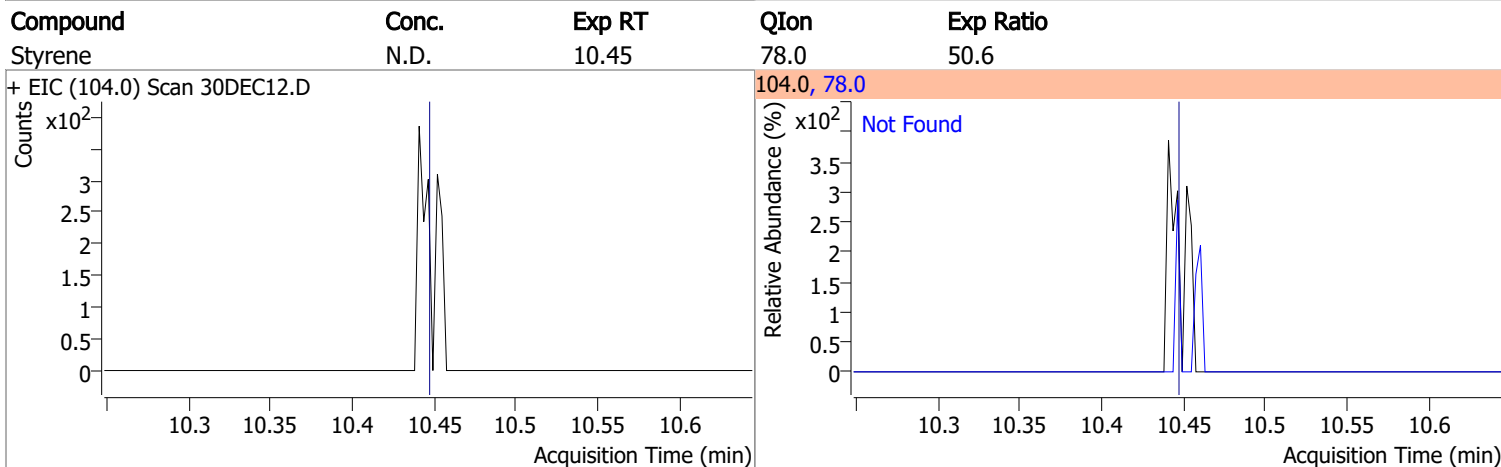 Compound Conc. Exp RT QIon Exp Ratio
Styrene N.D. 10.45 78.0 50.6
+ EIC (104.0) Scan 30DEC12.D
Counts
x10²
3
2.5
2
1.5
1
0.5
0
10.3 10.35 10.4 10.45 10.5 10.55 10.6
Acquisition Time (min)
104.0, 78.0
Relative Abundance (%)
x10²
Not Found
3.5
3
2.5
2
1.5
1
0.5
0
10.3 10.35 10.4 10.45 10.5 10.55 10.6
Acquisition Time (min)